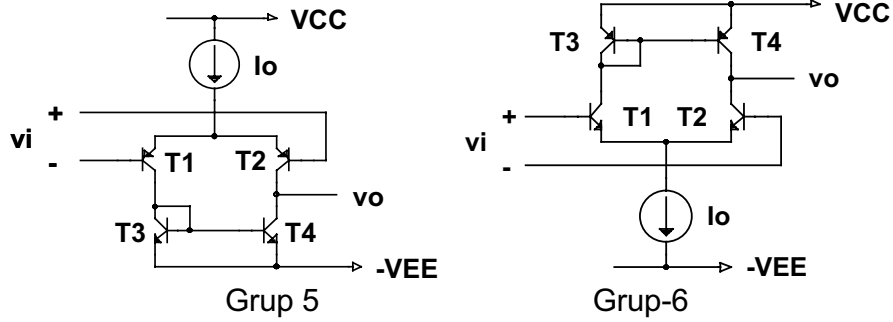 VCC
Io
+
vi
-
T1
T2
vo
T3
T4
-VEE
Grup 5
VCC
T3
T4
vo
+
T1
T2
vi
-
Io
-VEE
Grup-6